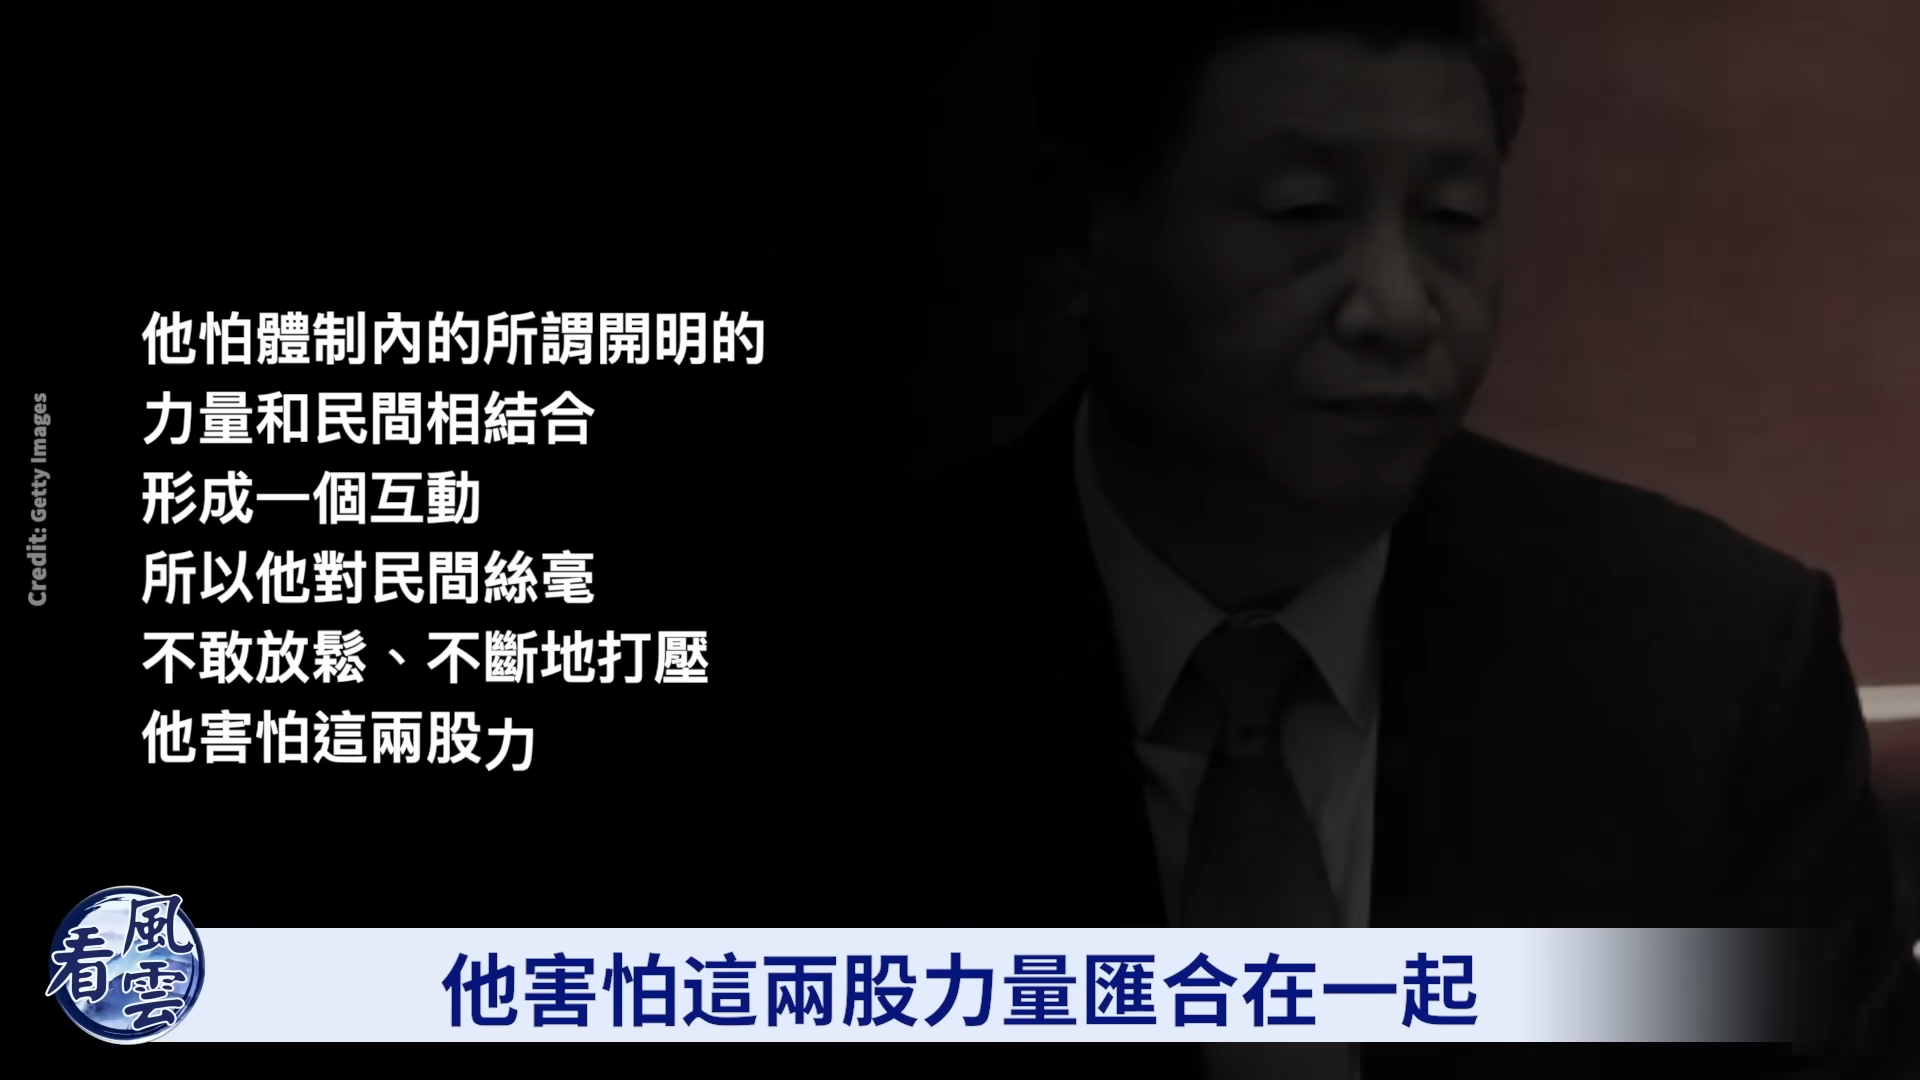 他怕體制內的所謂開明的
力量和民間相結合
形成一個互動
所以他對民間絲毫
不敢放鬆、不斷地打壓
他害怕這兩股力
Credit: Getty Images
看風雲
他害怕這兩股力量匯合在一起